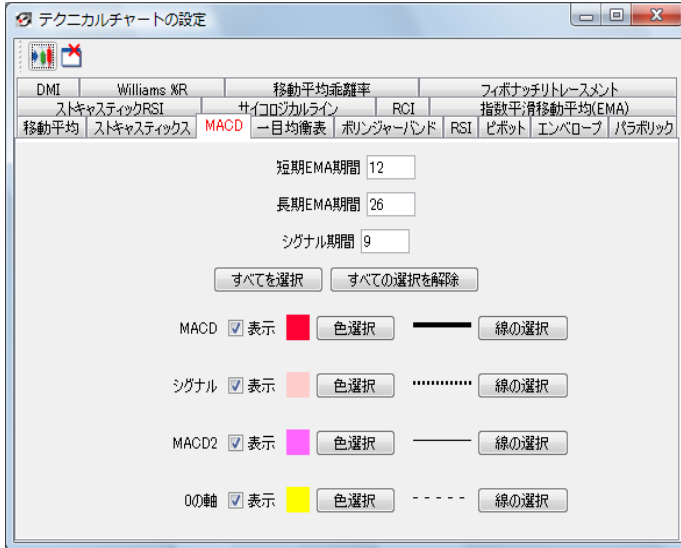 テクニカルチャートの設定
DMI Williams %R 移動平均乖離率 フィボナッチリトレースメント
ストキャスティックRSI サイコロジカルライン RCI 指数平滑移動平均(EMA)
移動平均 ストキャスティックス MACD 一目均衡表 ボリンジャーバンド RSI ピボット エンベロープ パラボリック
短期EMA期間 12
長期EMA期間 26
シグナル期間 9
すべてを選択 すべての選択を解除
MACD 表示 色選択 線の選択
シグナル 表示 色選択 線の選択
MACD2 表示 色選択 線の選択
0の軸 表示 色選択 線の選択